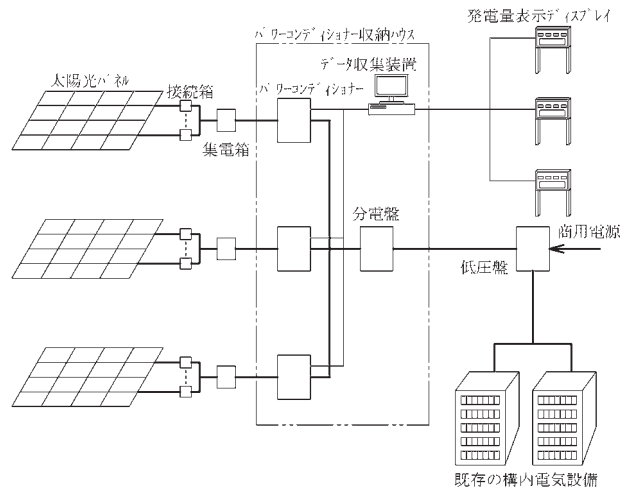 発電量表示ディスプレイ
パワーコンディショナー収納ハウス
データ収集装置
太陽光パネル
接続箱
パワーコンディショナー
集電箱
分電盤
商用電源
低圧盤
既存の構内電気設備